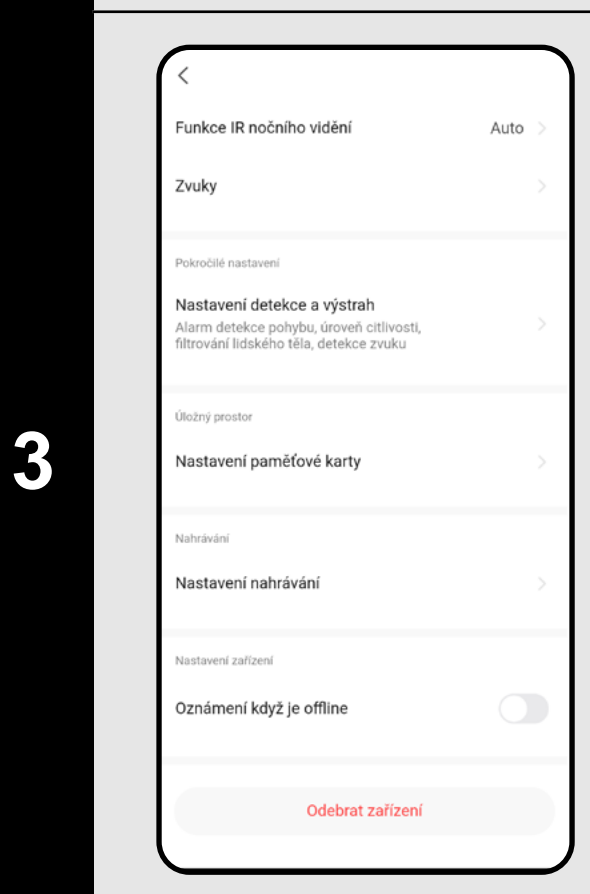 3
Funkce IR nočního vidění Auto
Zvuky
Pokročilé nastavení
Nastavení detekce a výstrah
Alarm detekce pohybu, úroveň citlivosti,
filtrování lidského těla, detekce zvuku
Úložný prostor
Nastavení paměťové karty
Nahrávání
Nastavení nahrávání
Nastavení zařízení
Oznámení když je offline
Odebrat zařízení